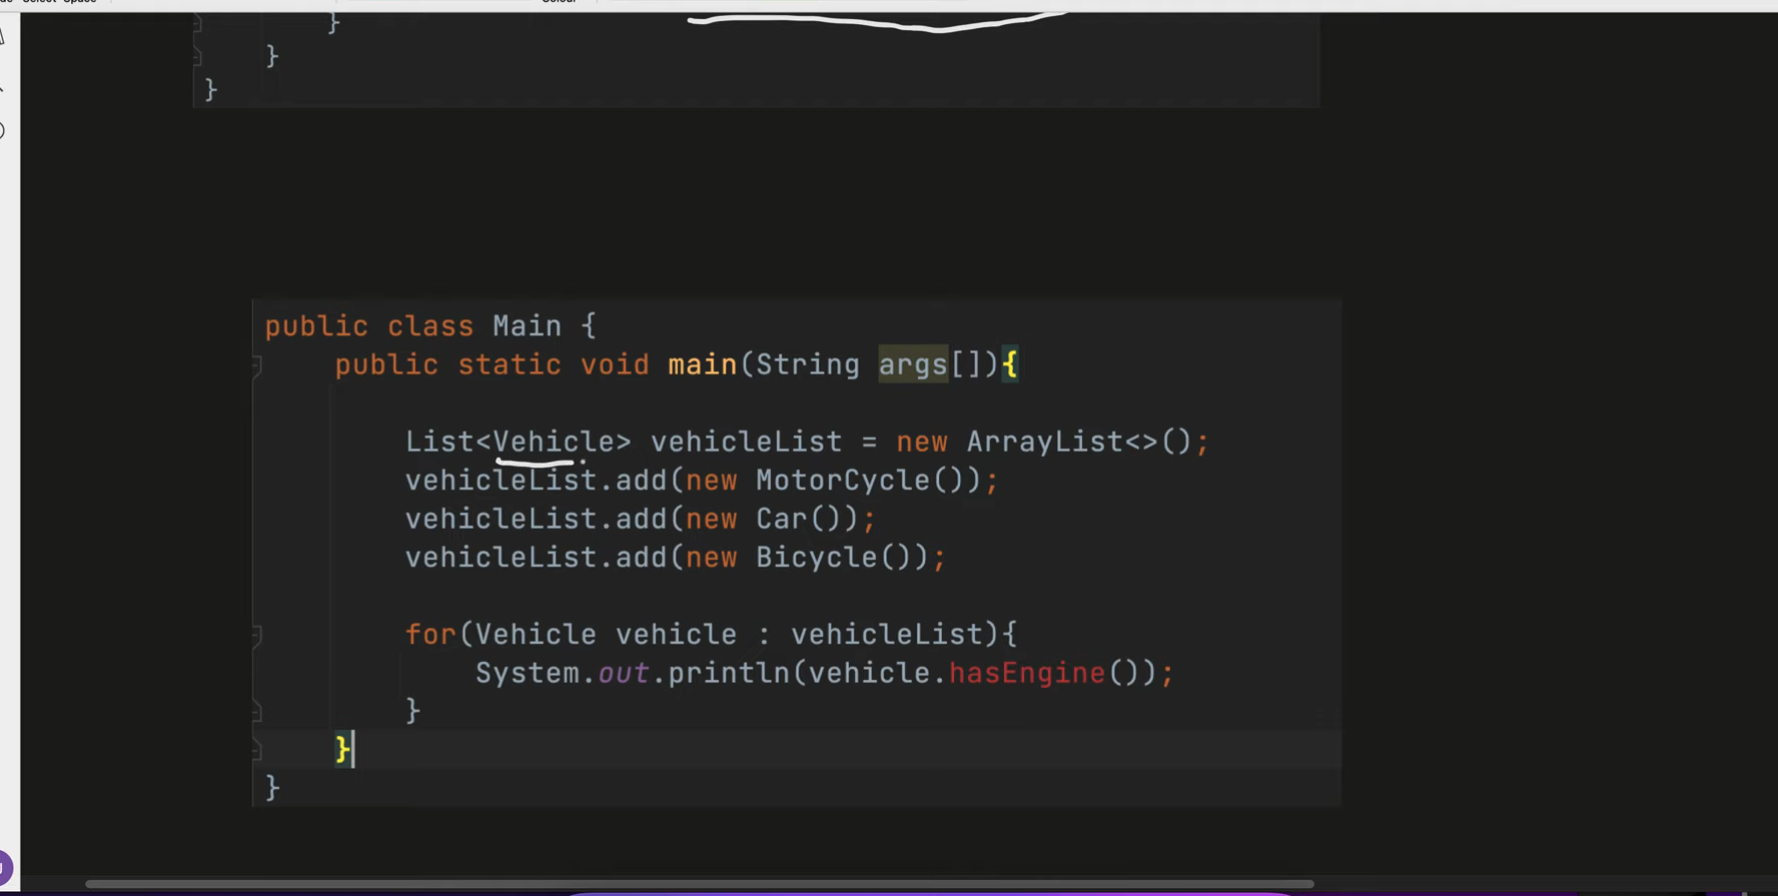 }
}
}
public class Main {
public static void main(String args[]){
List<Vehicle> vehicleList = new ArrayList<>();
vehicleList.add(new MotorCycle());
vehicleList.add(new Car());
vehicleList.add(new Bicycle());
for(Vehicle vehicle : vehicleList){
System.out.println(vehicle.hasEngine());
}
}
}